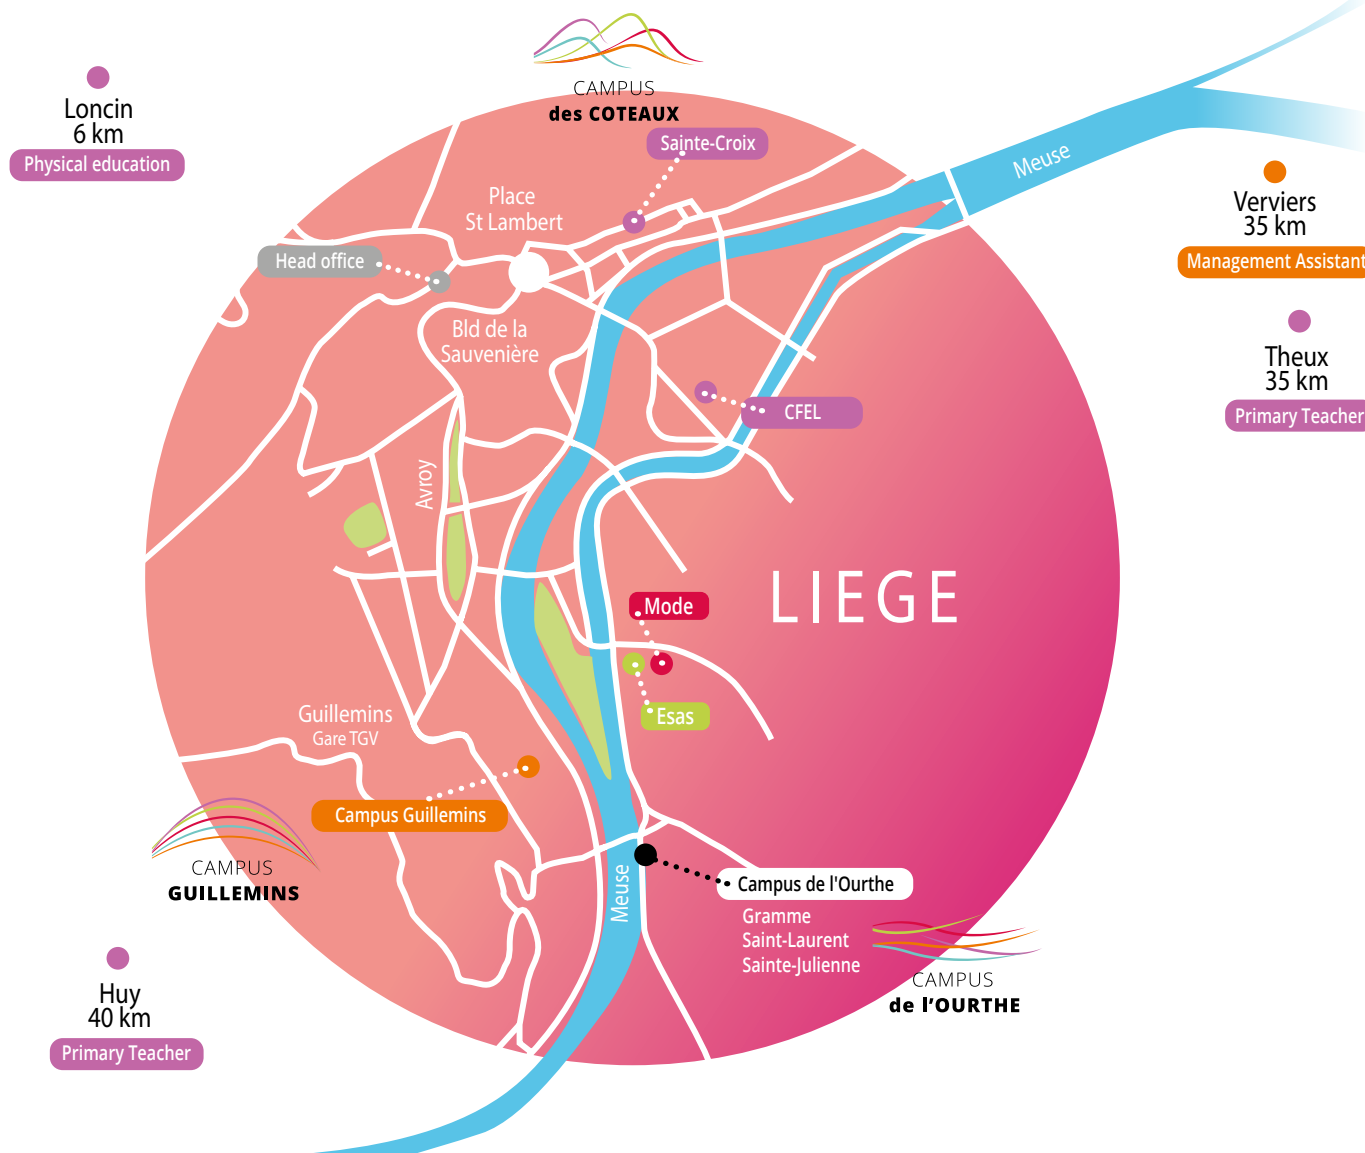 CAMPUS
des COTEAUX
Loncin
6 km
Physical education
Sainte-Croix
Meuse
Place
St Lambert
Verviers
35 km
Management Assistant
Head office
Bld de la
Sauvenière
Theux
35 km
Primary Teacher
CFEL
Avroy
LIEGE
Mode
Esas
Guillemins
Gare TGV
Campus Guillemins
CAMPUS
GUILLEMINS
Meuse
Campus de l'Ourthe
Gramme
Saint-Laurent
Sainte-Julienne
CAMPUS
de l'OURTHE
Huy
40 km
Primary Teacher